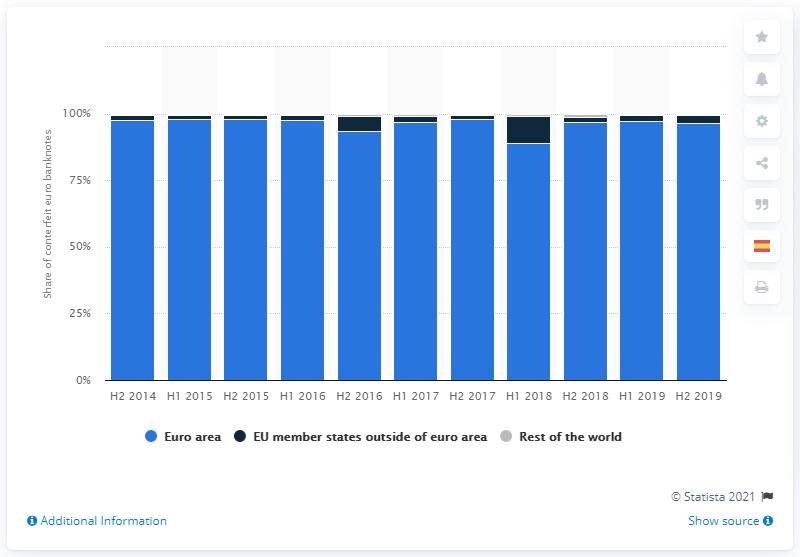 100%
75%
50%
25%
0%
Share of conterfeit euro banknotes
H2 2014 H1 2015 H2 2015 H1 2016 H2 2016 H1 2017 H2 2017 H1 2018 H2 2018 H1 2019 H2 2019
Euro area EU member states outside of euro area Rest of the world
© Statista 2021
Additional Information Show source